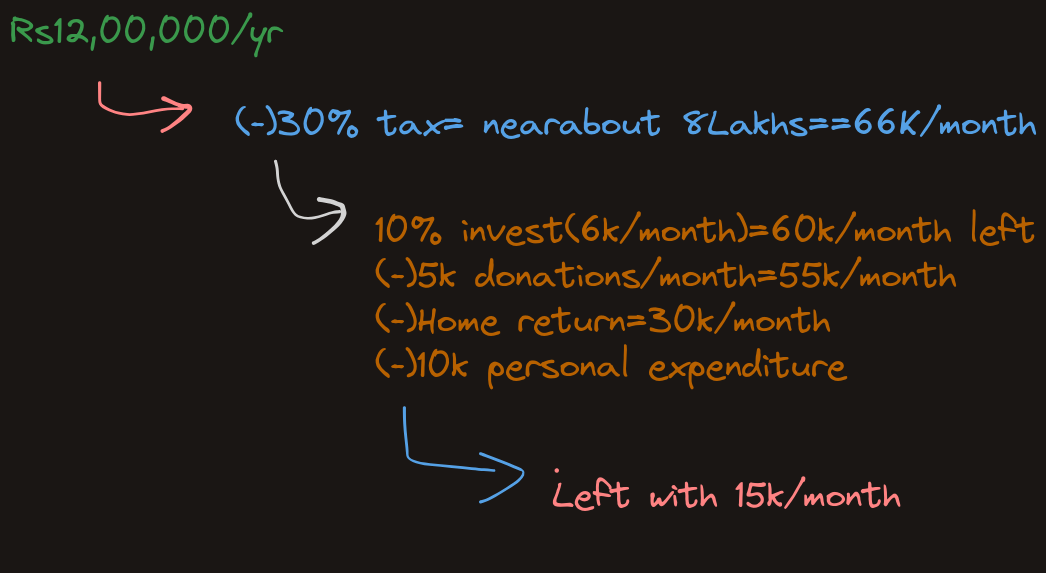 Rs12,00,000/yr
(-)30% tax= nearabout 8Lakhs==66K/month
10% invest(6k/month)=60k/month left
(-)5k donations/month=55k/month
(-)Home return=30k/month
(-)10k personal expenditure
Left with 15k/month